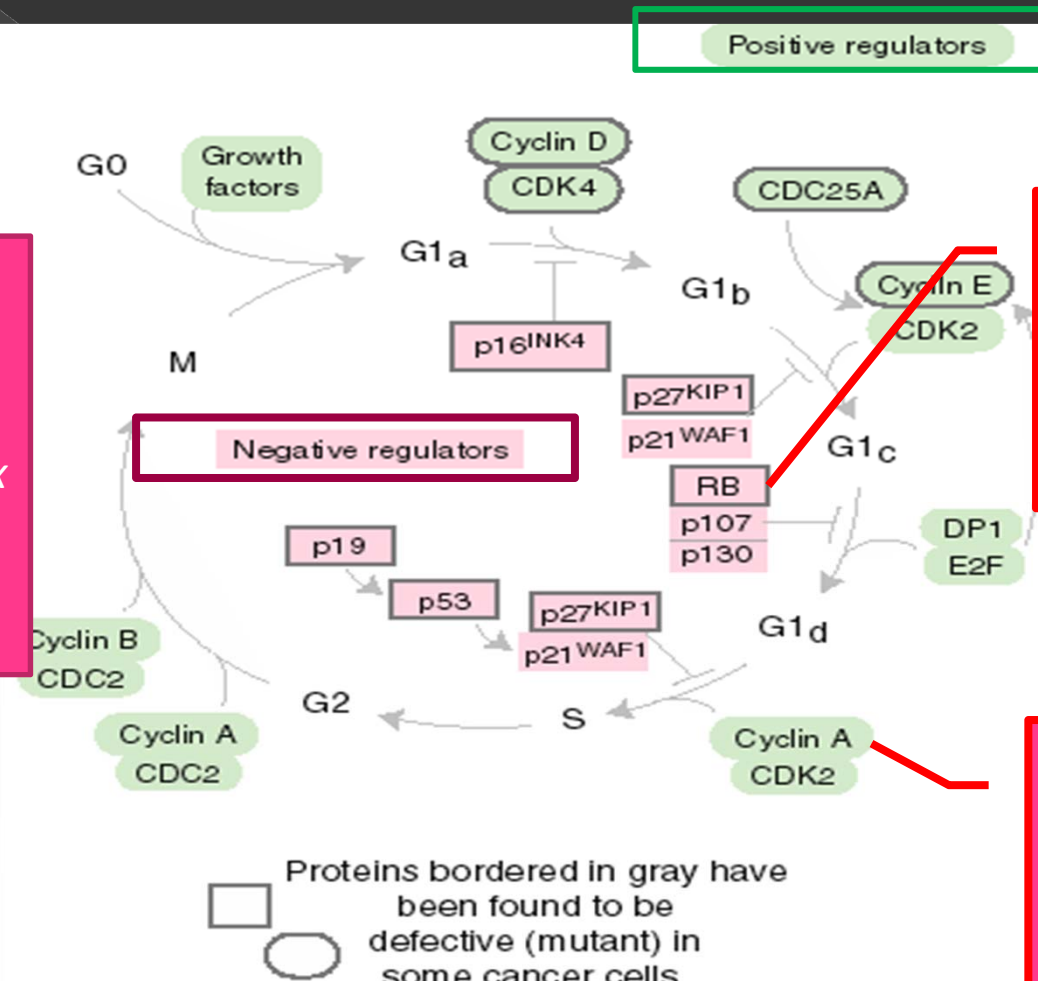 Positive regulators
G0
Growth
factors
Cyclin D
CDK4
CDC25A
G1a
G1b
Cyclin E
CDK2
p16INK4
M
p27KIP1
p21WAF1
Negative regulators
G1c
RB
p107
p130
DP1
E2F
p19
p53
p27KIP1
p21WAF1
G1d
Cyclin B
CDC2
G2
S
Cyclin A
CDC2
Cyclin A
CDK2
Proteins bordered in gray have
been found to be
defective (mutant) in
some cancer cells